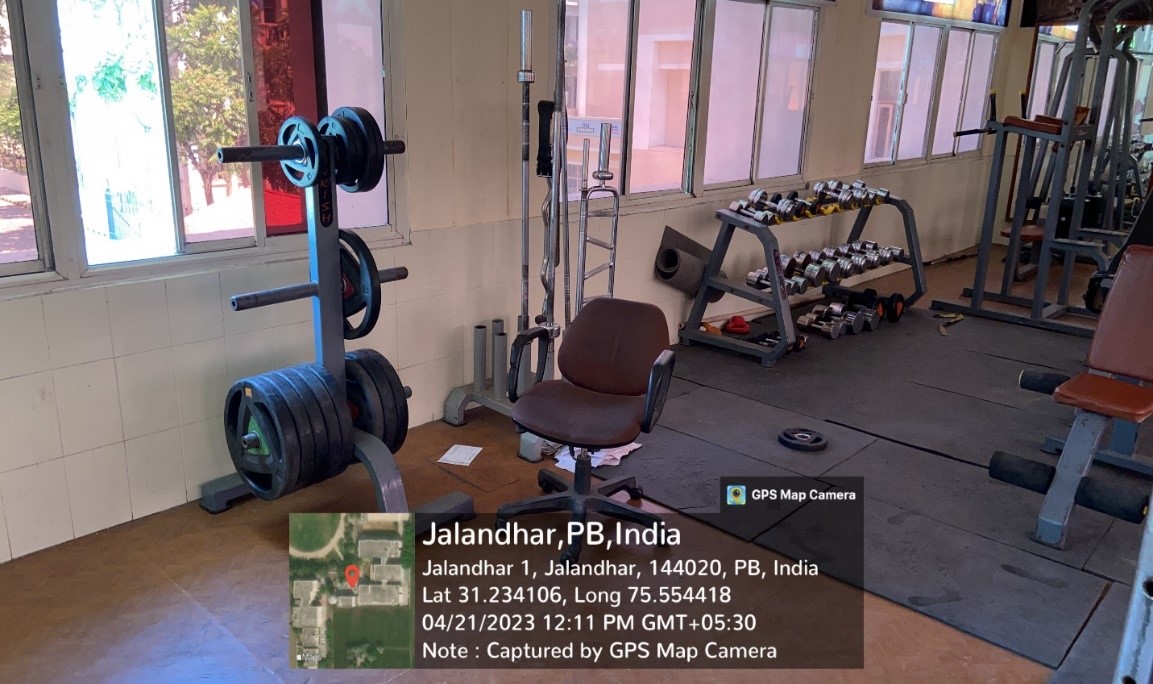 GPS Map Camera
Jalandhar,PB,India
Jalandhar 1, Jalandhar, 144020, PB, India
Lat 31.234106, Long 75.554418
04/21/2023 12:11 PM GMT+05:30
Note : Captured by GPS Map Camera